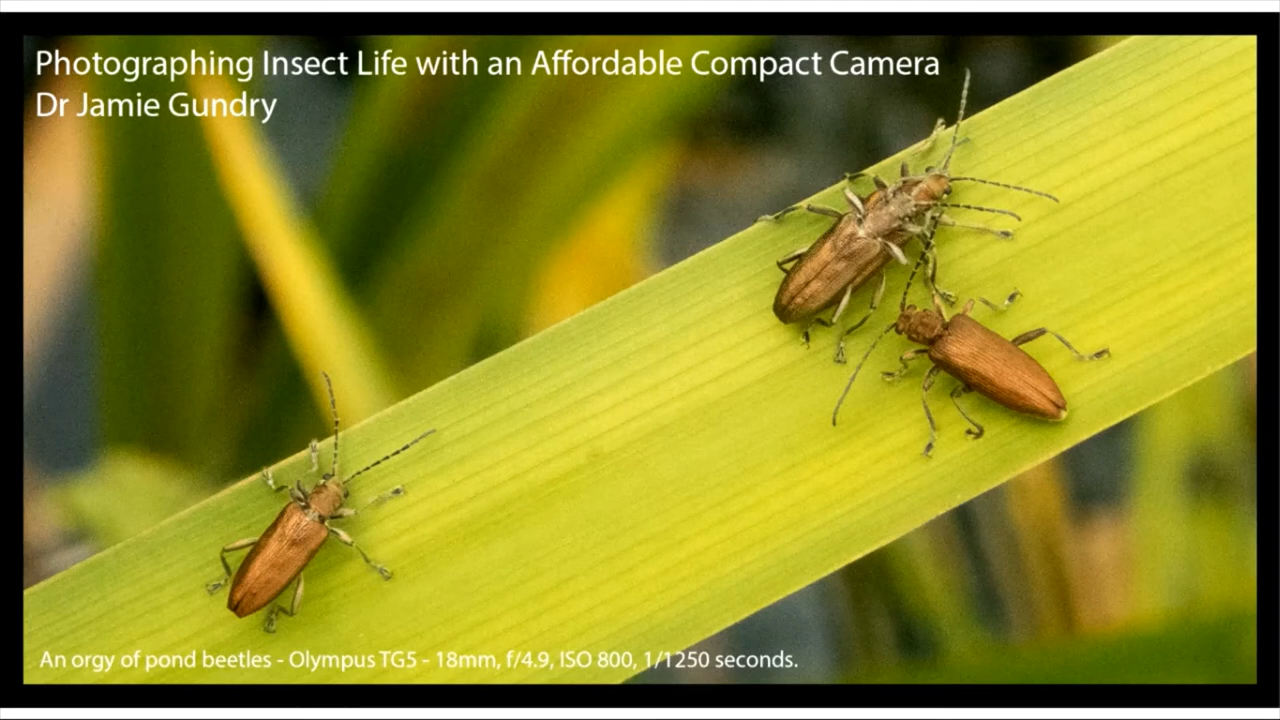 Photographing Insect Life with an Affordable Compact Camera
Dr Jamie Gundry
An orgy of pond beetles - Olympus TG5 - 18mm, f/4.9, ISO 800, 1/1250 seconds.